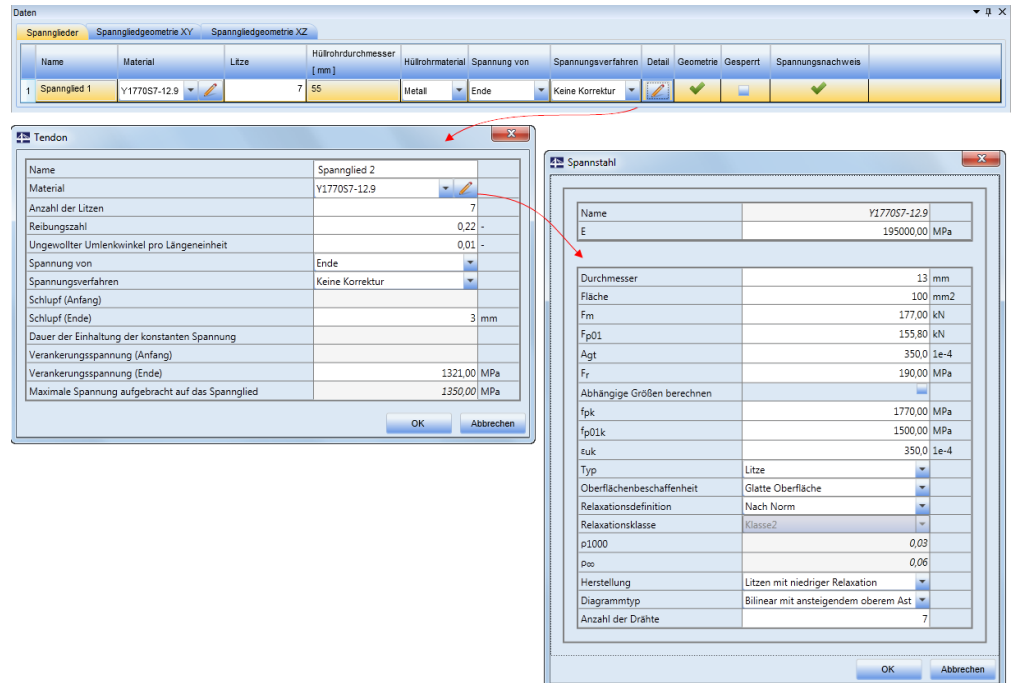 Daten
Spannglieder Spanngliedgeometrie XY Spanngliedgeometrie XZ
Name Material Litze Hüllrohrdurchmesser [ mm ] Hüllrohrmaterial Spannung von Spannungsverfahren Detail Geometrie Gesperrt Spannungsnachweis
1 Spannglied 1 Y1770S7-12.9 7 55 Metall Ende Keine Korrektur
Tendon
Name Spannglied 2
Material Y1770S7-12.9
Anzahl der Litzen 7
Reibungszahl 0,22 -
Ungewollter Umlenkwinkel pro Längeneinheit 0,01 -
Spannung von Ende
Spannungsverfahren Keine Korrektur
Schlupf (Anfang)
Schlupf (Ende) 3 mm
Dauer der Einhaltung der konstanten Spannung
Verankerungsspannung (Anfang)
Verankerungsspannung (Ende) 1321,00 MPa
Maximale Spannung aufgebracht auf das Spannglied 1350,00 MPa
OK Abbrechen
Spannstahl
Name Y1770S7-12.9
E 195000,00 MPa
Durchmesser 13 mm
Fläche 100 mm2
Fm 177,00 kN
Fp01 155,80 kN
Agt 350,0 1e-4
Fr 190,00 MPa
Abhängige Größen berechnen
fpk 1770,00 MPa
fp01k 1500,00 MPa
εuk 350,0 1e-4
Typ Litze
Oberflächenbeschaffenheit Glatte Oberfläche
Relaxationsdefinition Nach Norm
Relaxationsklasse Klasse2
ρ1000 0,03
ρ∞ 0,06
Herstellung Litzen mit niedriger Relaxation
Diagrammtyp Bilinear mit ansteigendem oberem Ast
Anzahl der Drähte 7
OK Abbrechen